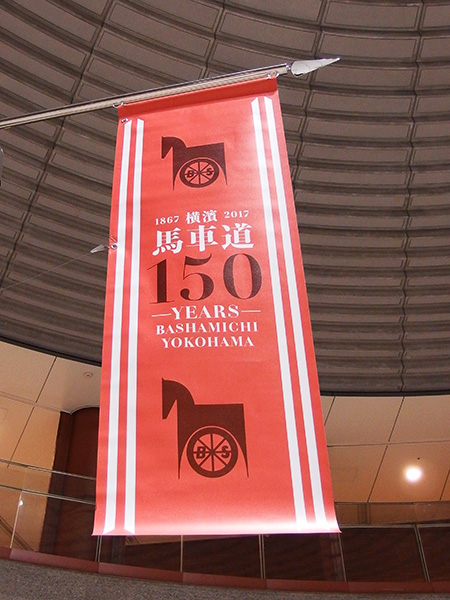 B S
1867 横濱 2017
馬車道
150
—YEARS—
BASHAMICHI
YOKOHAMA
B S